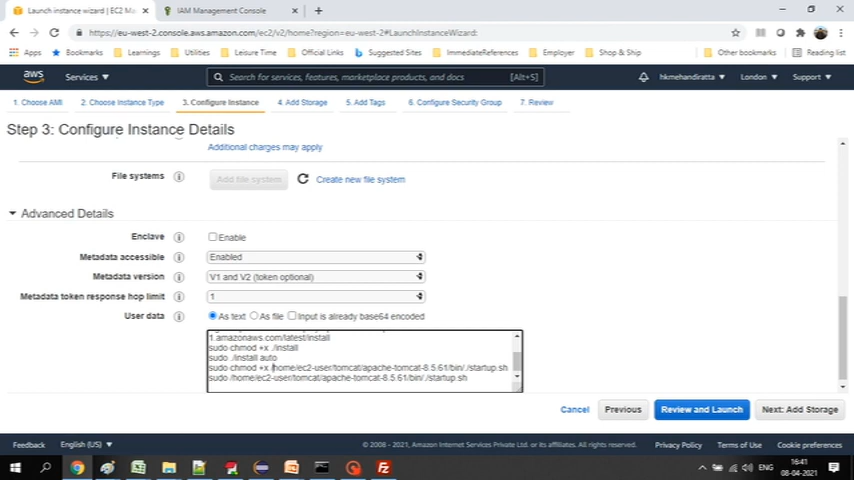 Launch instance wizard | EC2 M
IAM Management Console
https://eu-west-2.console.aws.amazon.com/ec2/v2/home?region=eu-west-2#LaunchInstanceWizard:
Apps Bookmarks Learnings Utilities Leisure Time Official Links Suggested Sites ImmediateReferences Employer Shop & Ship Other bookmarks Reading list
aws Services Search for services, features, marketplace products, and docs [Alt+S] hkmehandiratta London Support
1. Choose AMI 2. Choose Instance Type 3. Configure Instance 4. Add Storage 5. Add Tags 6. Configure Security Group 7. Review
Step 3: Configure Instance Details
Additional charges may apply
File systems Add file system Create new file system
Advanced Details
Enclave Enable
Metadata accessible Enabled
Metadata version V1 and V2 (token optional)
Metadata token response hop limit 1
User data As text As file Input is already base64 encoded
1.amazonaws.com/latest/install
sudo chmod +x ./install
sudo ./install auto
sudo chmod +x /home/ec2-user/tomcat/apache-tomcat-8.5.61/bin/./startup.sh
sudo /home/ec2-user/tomcat/apache-tomcat-8.5.61/bin/./startup.sh
Cancel Previous Review and Launch Next: Add Storage
Feedback English (US) © 2008 - 2021, Amazon Internet Services Private Ltd. or its affiliates. All rights reserved. Privacy Policy Terms of Use Cookie preferences
ENG 16:41
08-04-2021